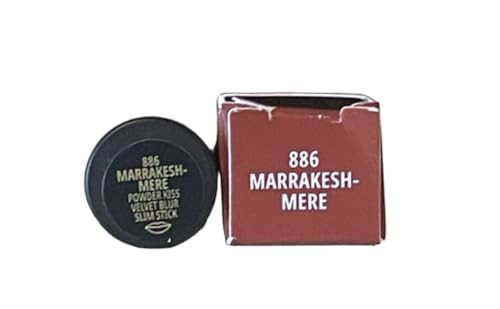 886
MARRAKESH-
MERE
POWDER KISS
VELVET BLUR
SLIM STICK
886
MARRAKESH-
MERE